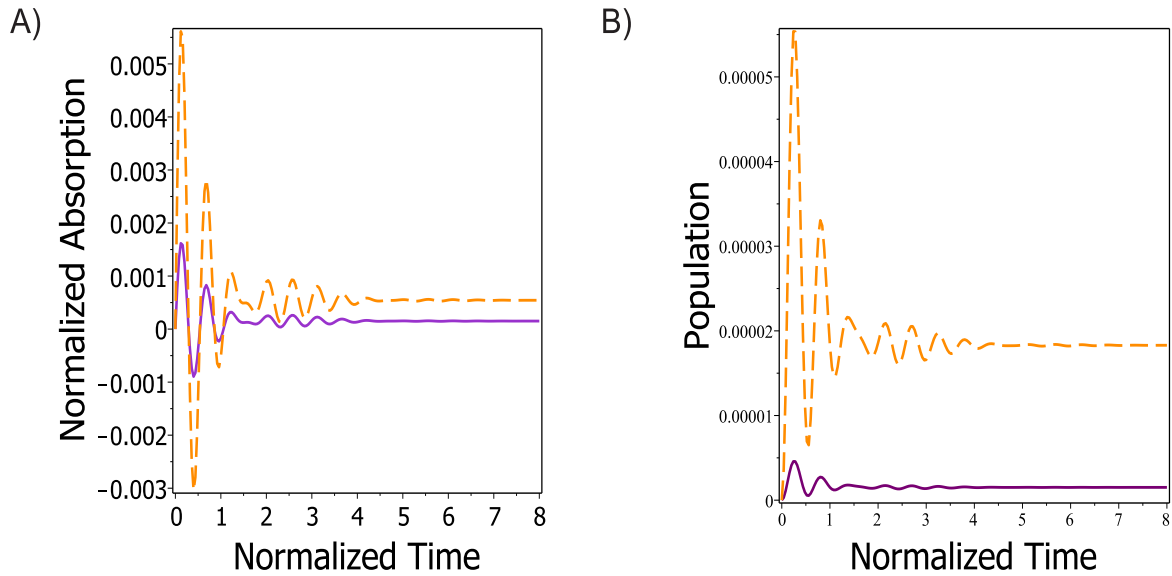 A)
Normalized Absorption
0.005
0.004
0.003
0.002
0.001
0
−0.001
−0.002
−0.003
0 1 2 3 4 5 6 7 8
Normalized Time
B)
Population
0.00005
0.00004
0.00003
0.00002
0.00001
0
0 1 2 3 4 5 6 7 8
Normalized Time